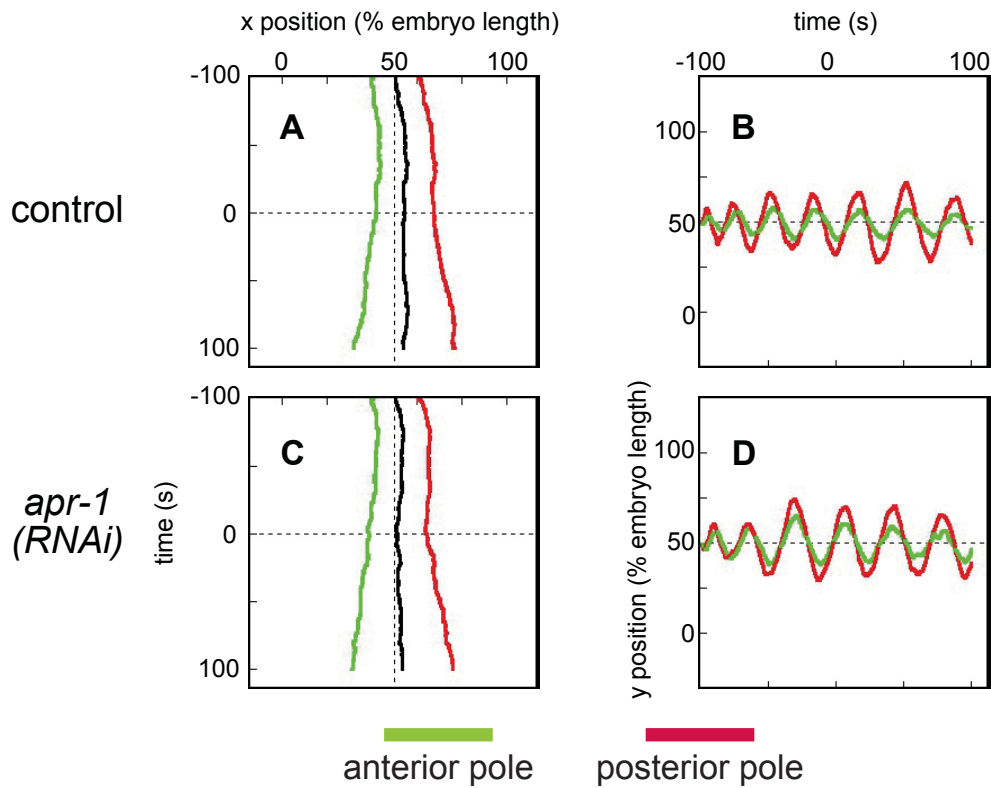 x position (% embryo length)
0 50 100
time (s)
-100 0 100
control
-100
0
100
A
100
50
0
B
apr-1
(RNAi)
time (s)
-100
0
100
C
y position (% embryo length)
100
50
0
D
anterior pole
posterior pole